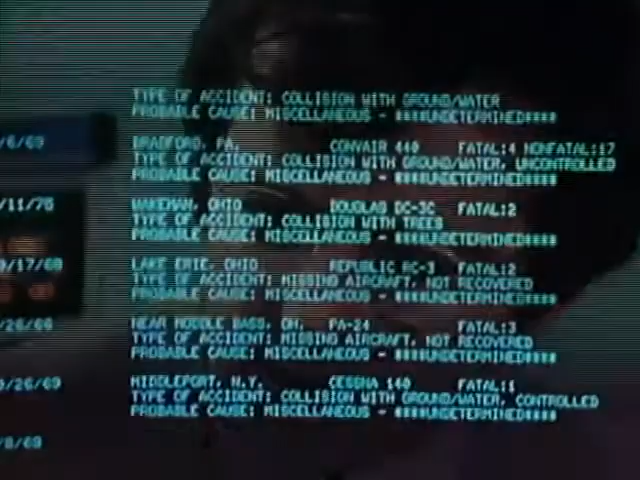 TYPE OF ACCIDENT: COLLISION WITH GROUND/WATER
PROBABLE CAUSE: MISCELLANEOUS - ****UNDETERMINED****
/6/69 BRADFORD, PA. CONVAIR 440 FATAL:4 NONFATAL:17
TYPE OF ACCIDENT: COLLISION WITH GROUND/WATER, UNCONTROLLED
PROBABLE CAUSE: MISCELLANEOUS - ****UNDETERMINED****
/11/75 WAKEMAN, OHIO DOUGLAS DC-3C FATAL:2
TYPE OF ACCIDENT: COLLISION WITH TREES
PROBABLE CAUSE: MISCELLANEOUS - ****UNDETERMINED****
/17/68 LAKE ERIE, OHIO REPUBLIC RC-3 FATAL:2
TYPE OF ACCIDENT: MISSING AIRCRAFT, NOT RECOVERED
PROBABLE CAUSE: MISCELLANEOUS - ****UNDETERMINED****
/26/66 NEAR MIDDLE BASS, OH. PA-24 FATAL:3
TYPE OF ACCIDENT: MISSING AIRCRAFT, NOT RECOVERED
PROBABLE CAUSE: MISCELLANEOUS - ****UNDETERMINED****
/26/69 MIDDLEPORT, N.Y. CESSNA 140 FATAL:1
TYPE OF ACCIDENT: COLLISION WITH GROUND/WATER, CONTROLLED
PROBABLE CAUSE: MISCELLANEOUS - ****UNDETERMINED****
/8/69